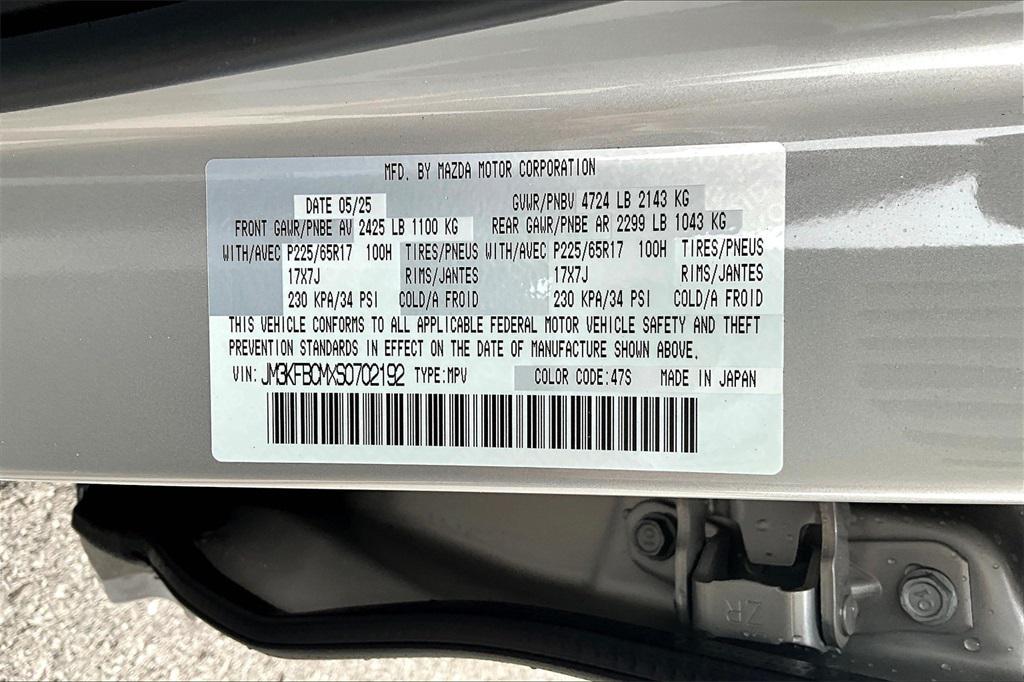 MFD. BY MAZDA MOTOR CORPORATION
DATE 05/25 GVWR/PNBV 4724 LB 2143 KG
FRONT GAWR/PNBE AV 2425 LB 1100 KG REAR GAWR/PNBE AR 2299 LB 1043 KG
WITH/AVEC P225/65R17 100H TIRES/PNEUS WITH/AVEC P225/65R17 100H TIRES/PNEUS
17X7J RIMS/JANTES 17X7J RIMS/JANTES
230 KPA/34 PSI COLD/A FROID 230 KPA/34 PSI COLD/A FROID
THIS VEHICLE CONFORMS TO ALL APPLICABLE FEDERAL MOTOR VEHICLE SAFETY AND THEFT
PREVENTION STANDARDS IN EFFECT ON THE DATE OF MANUFACTURE SHOWN ABOVE.
VIN: JM3KFBCMXS0702192 TYPE:MPV COLOR CODE:47S MADE IN JAPAN
ZR